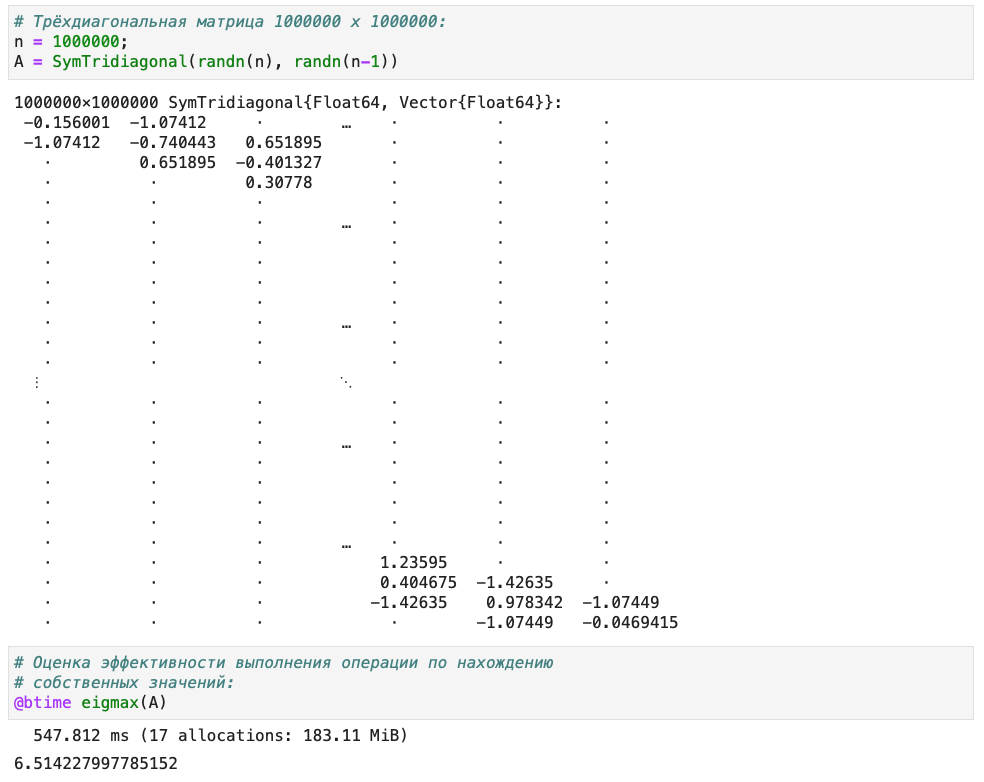 # Трёхдиагональная матрица 1000000 x 1000000:
n = 1000000;
A = SymTridiagonal(randn(n), randn(n-1))
1000000×1000000 SymTridiagonal{Float64, Vector{Float64}}:
-0.156001 -1.07412 ⋅ … ⋅ ⋅ ⋅
-1.07412 -0.740443 0.651895 ⋅ ⋅ ⋅
⋅ 0.651895 -0.401327 ⋅ ⋅ ⋅
⋅ ⋅ 0.30778 ⋅ ⋅ ⋅
⋅ ⋅ ⋅ ⋅ ⋅ ⋅
⋅ ⋅ ⋅ … ⋅ ⋅ ⋅
⋅ ⋅ ⋅ ⋅ ⋅ ⋅
⋅ ⋅ ⋅ ⋅ ⋅ ⋅
⋅ ⋅ ⋅ ⋅ ⋅ ⋅
⋅ ⋅ ⋅ ⋅ ⋅ ⋅
⋅ ⋅ ⋅ … ⋅ ⋅ ⋅
⋅ ⋅ ⋅ ⋅ ⋅ ⋅
⋅ ⋅ ⋅ ⋅ ⋅ ⋅
⋮ ⋱
⋅ ⋅ ⋅ ⋅ ⋅ ⋅
⋅ ⋅ ⋅ ⋅ ⋅ ⋅
⋅ ⋅ ⋅ … ⋅ ⋅ ⋅
⋅ ⋅ ⋅ ⋅ ⋅ ⋅
⋅ ⋅ ⋅ ⋅ ⋅ ⋅
⋅ ⋅ ⋅ ⋅ ⋅ ⋅
⋅ ⋅ ⋅ ⋅ ⋅ ⋅
⋅ ⋅ ⋅ … ⋅ ⋅ ⋅
⋅ ⋅ ⋅ 1.23595 ⋅ ⋅
⋅ ⋅ ⋅ 0.404675 -1.42635 ⋅
⋅ ⋅ ⋅ -1.42635 0.978342 -1.07449
⋅ ⋅ ⋅ ⋅ -1.07449 -0.0469415
# Оценка эффективности выполнения операции по нахождению
# собственных значений:
@btime eigmax(A)
547.812 ms (17 allocations: 183.11 MiB)
6.514227997785152